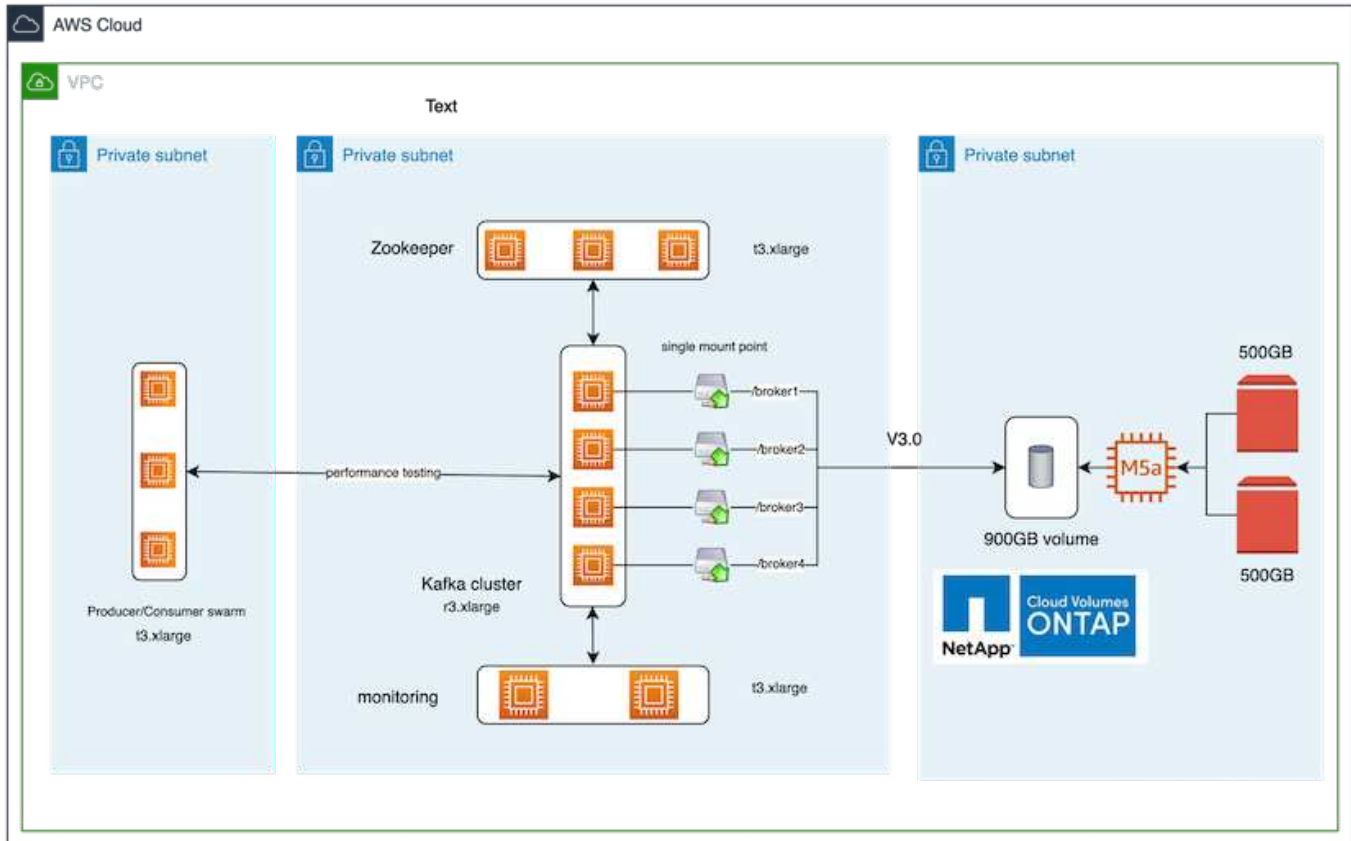 AWS Cloud
VPC
Text
Private subnet
Private subnet
Private subnet
Zookeeper
t3.xlarge
single mount point
/broker1
/broker2
/broker3
/broker4
performance testing
Producer/Consumer swarm
t3.xlarge
Kafka cluster
r3.xlarge
monitoring
t3.xlarge
V3.0
900GB volume
M5a
500GB
500GB
NetApp
Cloud Volumes
ONTAP